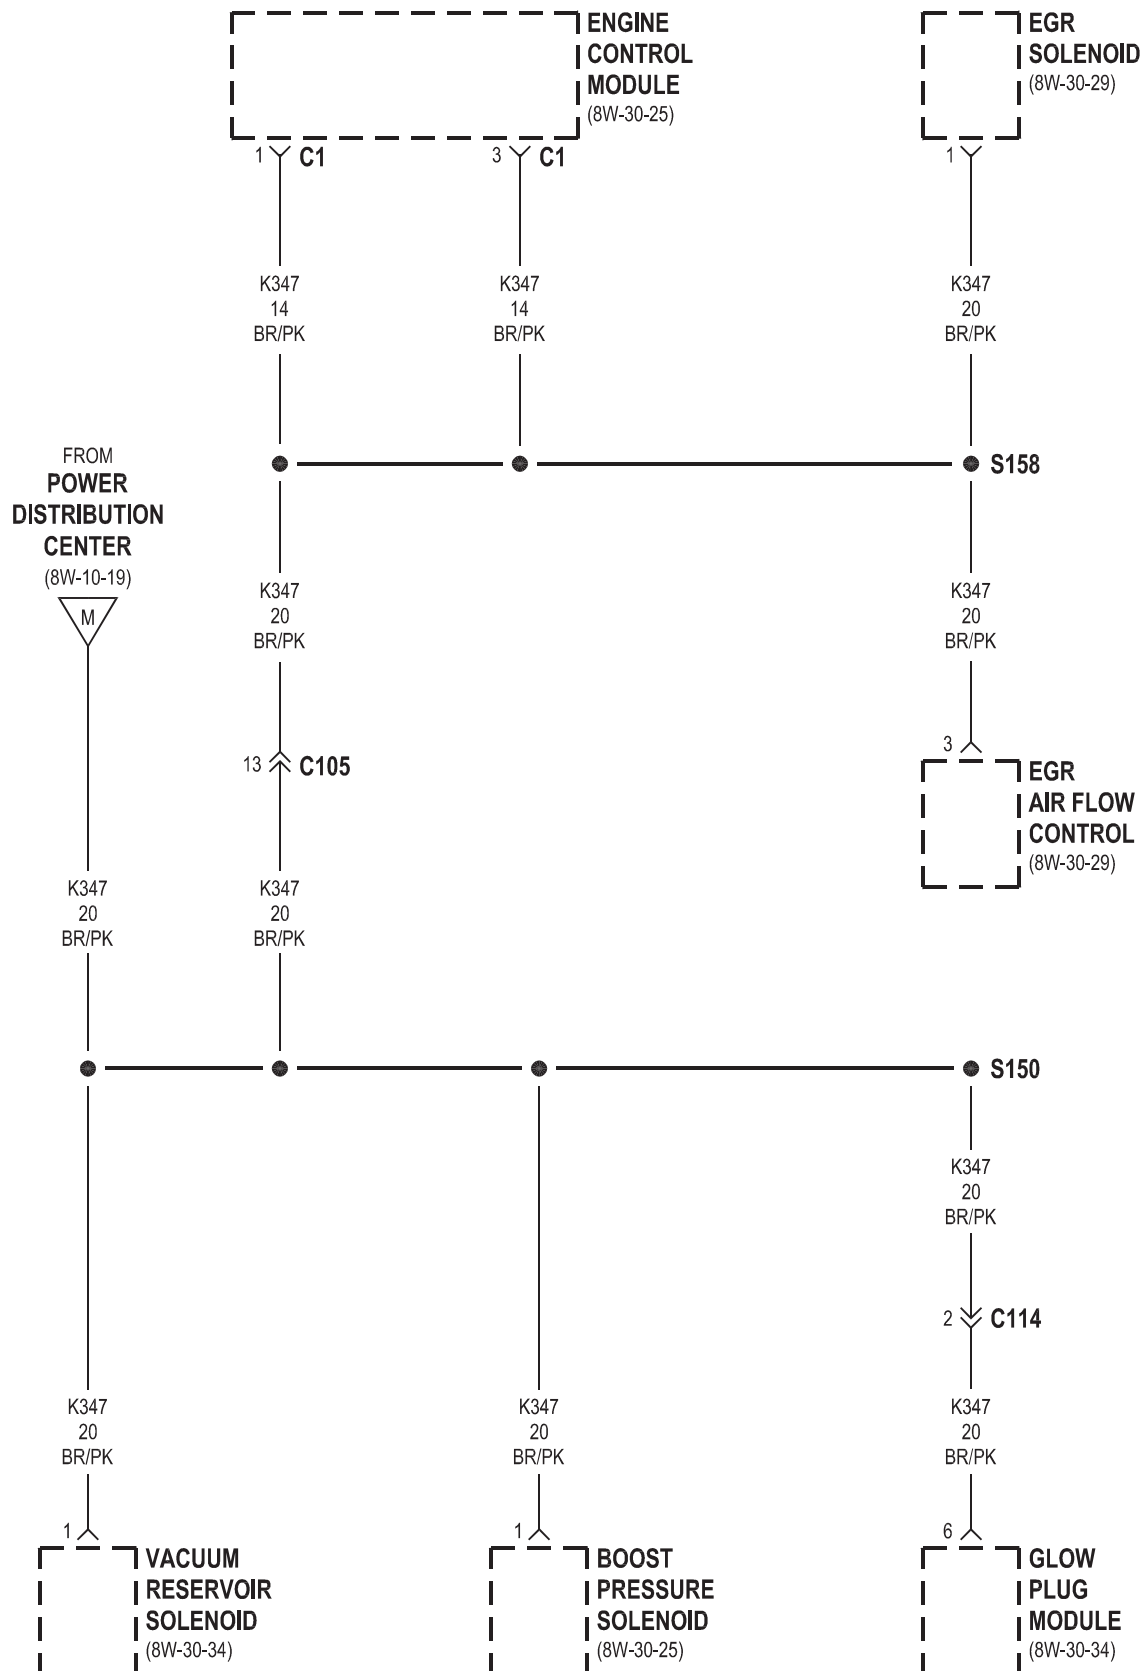 ENGINE
CONTROL
MODULE
(8W-30-25)
EGR
SOLENOID
(8W-30-29)
1
C1
3
C1
1
K347
14
BR/PK
K347
14
BR/PK
K347
20
BR/PK
S158
FROM
POWER
DISTRIBUTION
CENTER
(8W-10-19)
M
K347
20
BR/PK
K347
20
BR/PK
13
C105
3
EGR
AIR FLOW
CONTROL
(8W-30-29)
K347
20
BR/PK
K347
20
BR/PK
S150
K347
20
BR/PK
2
C114
K347
20
BR/PK
K347
20
BR/PK
K347
20
BR/PK
1
VACUUM
RESERVOIR
SOLENOID
(8W-30-34)
1
BOOST
PRESSURE
SOLENOID
(8W-30-25)
6
GLOW
PLUG
MODULE
(8W-30-34)